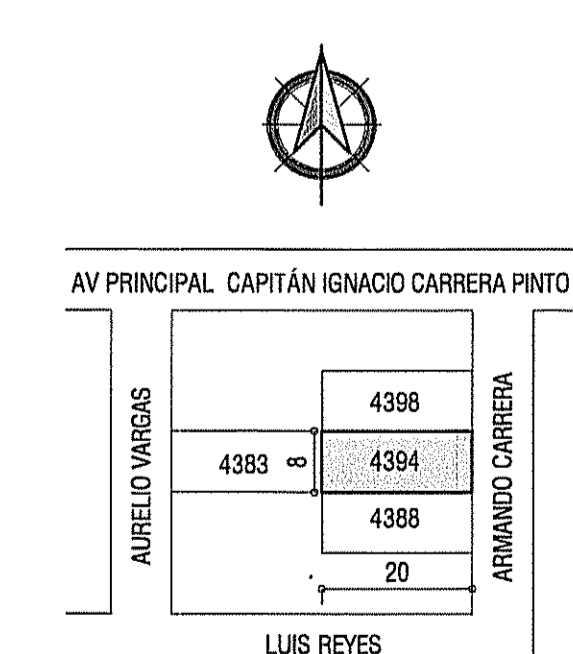 AV PRINCIPAL CAPITÁN IGNACIO CARRERA PINTO
AURELIO VARGAS
4398
4383
8
4394
4388
20
ARMANDO CARRERA
LUIS REYES